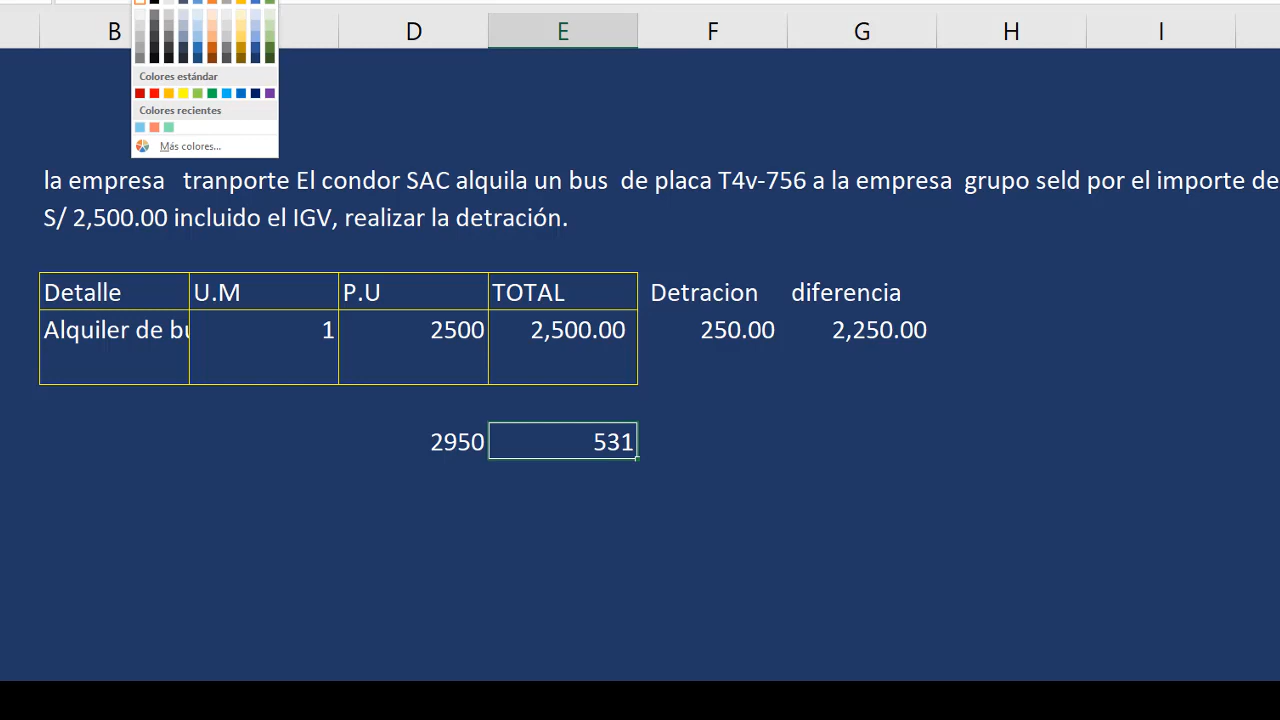 B D E F G H I
Colores estándar
Colores recientes
Más colores...
la empresa tranporte El condor SAC alquila un bus de placa T4v-756 a la empresa grupo seld por el importe de
S/ 2,500.00 incluido el IGV, realizar la detración.
Detalle U.M P.U TOTAL Detracion diferencia
Alquiler de bu 1 2500 2,500.00 250.00 2,250.00
2950 531